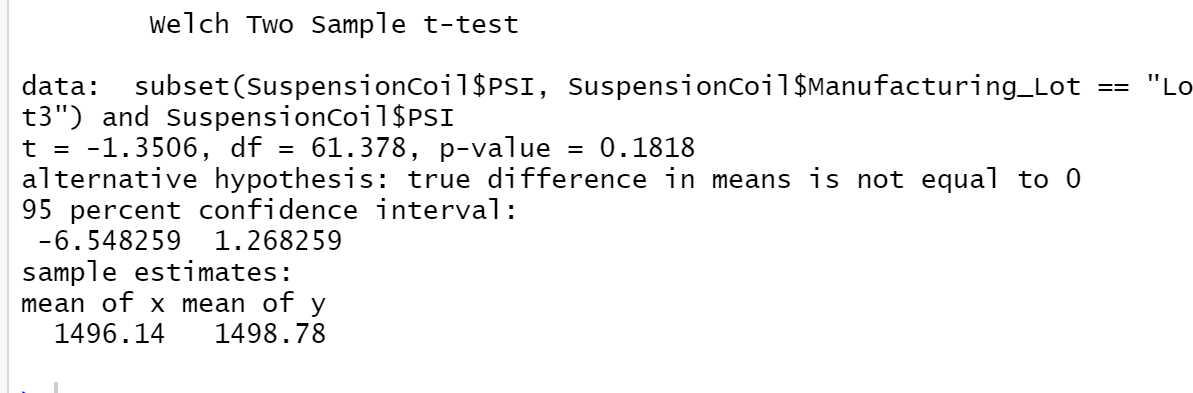 Welch Two Sample t-test
data:  subset(SuspensionCoil$PSI, SuspensionCoil$Manufacturing_Lot == "Lo
t3") and SuspensionCoil$PSI
t = -1.3506, df = 61.378, p-value = 0.1818
alternative hypothesis: true difference in means is not equal to 0
95 percent confidence interval:
 -6.548259  1.268259
sample estimates:
mean of x mean of y
  1496.14   1498.78